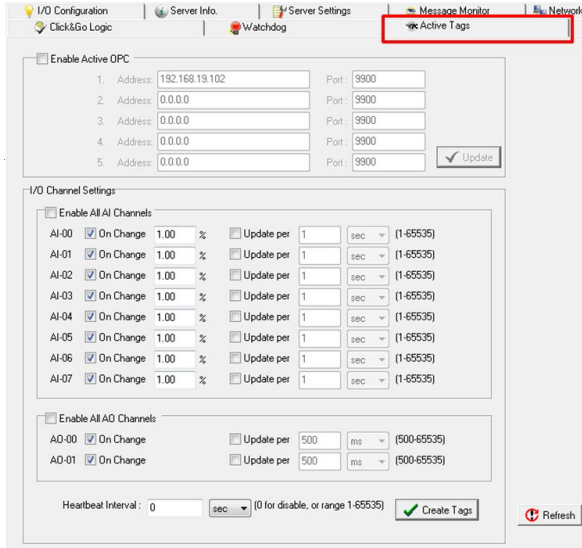 I/O Configuration Server Info. Server Settings Message Monitor Network
Click&Go Logic Watchdog Active Tags
Enable Active OPC
1. Address: 192.168.19.102 Port : 9900
2. Address: 0.0.0.0 Port : 9900
3. Address: 0.0.0.0 Port : 9900
4. Address: 0.0.0.0 Port : 9900
5. Address: 0.0.0.0 Port : 9900 Update
I/O Channel Settings
Enable All AI Channels
AI-00 On Change 1.00 % Update per 1 sec (1-65535)
AI-01 On Change 1.00 % Update per 1 sec (1-65535)
AI-02 On Change 1.00 % Update per 1 sec (1-65535)
AI-03 On Change 1.00 % Update per 1 sec (1-65535)
AI-04 On Change 1.00 % Update per 1 sec (1-65535)
AI-05 On Change 1.00 % Update per 1 sec (1-65535)
AI-06 On Change 1.00 % Update per 1 sec (1-65535)
AI-07 On Change 1.00 % Update per 1 sec (1-65535)
Enable All AO Channels
AO-00 On Change Update per 500 ms (500-65535)
AO-01 On Change Update per 500 ms (500-65535)
Heartbeat Interval : 0 sec (0 for disable, or range 1-65535) Create Tags Refresh